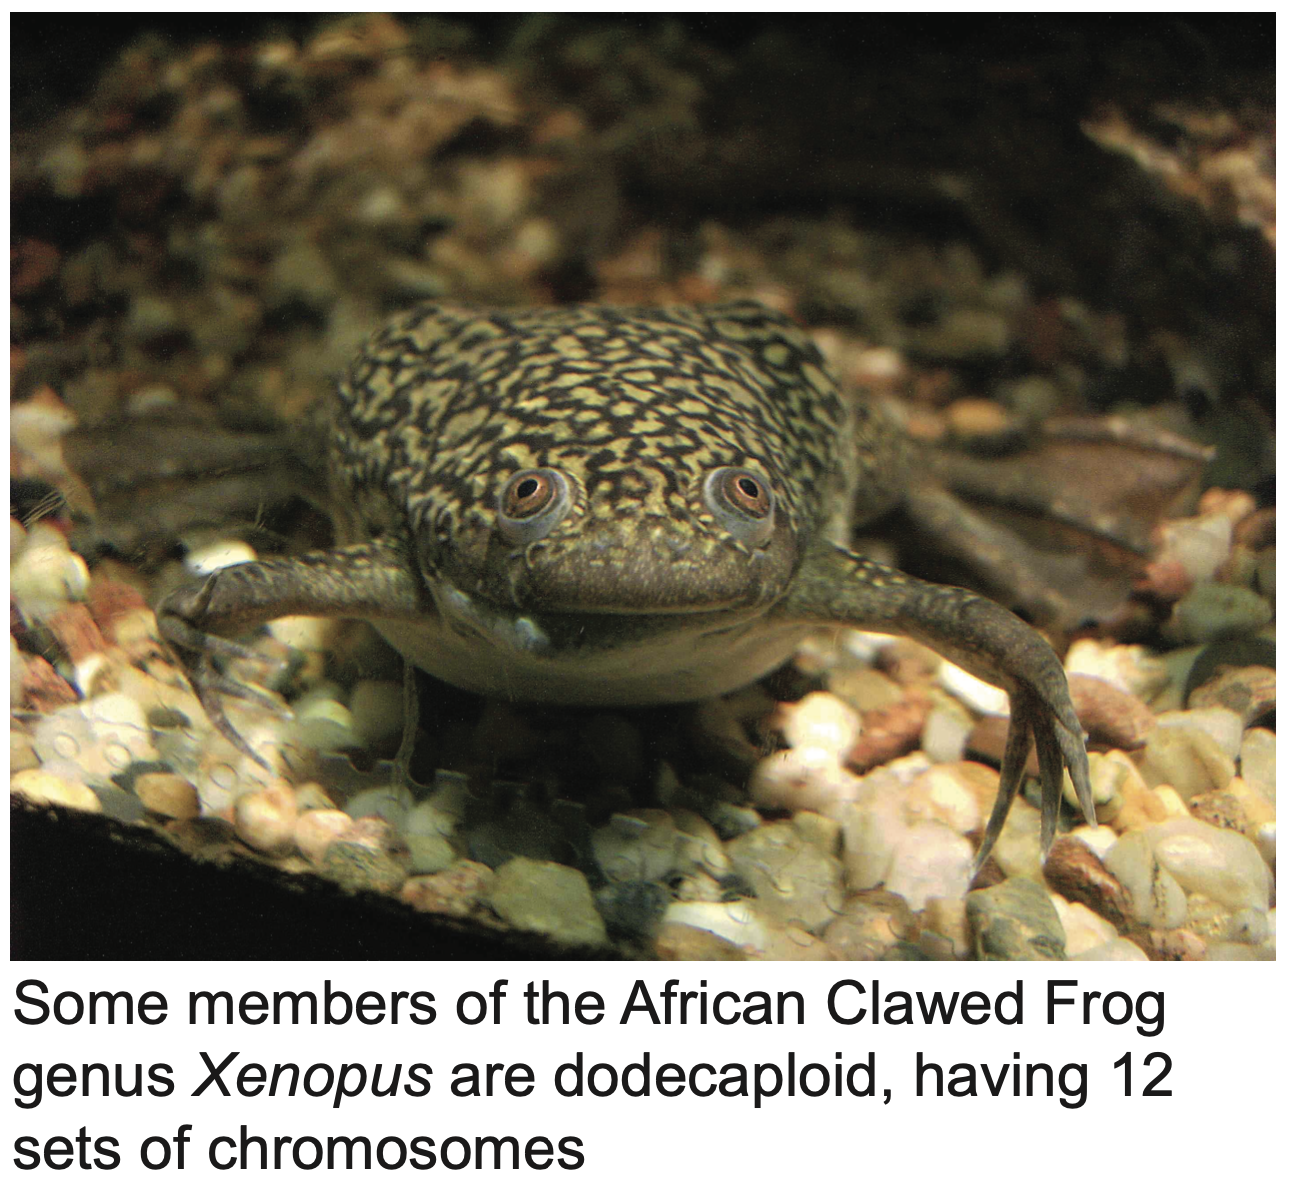 Some members of the African Clawed Frog
genus Xenopus are dodecaploid, having 12
sets of chromosomes